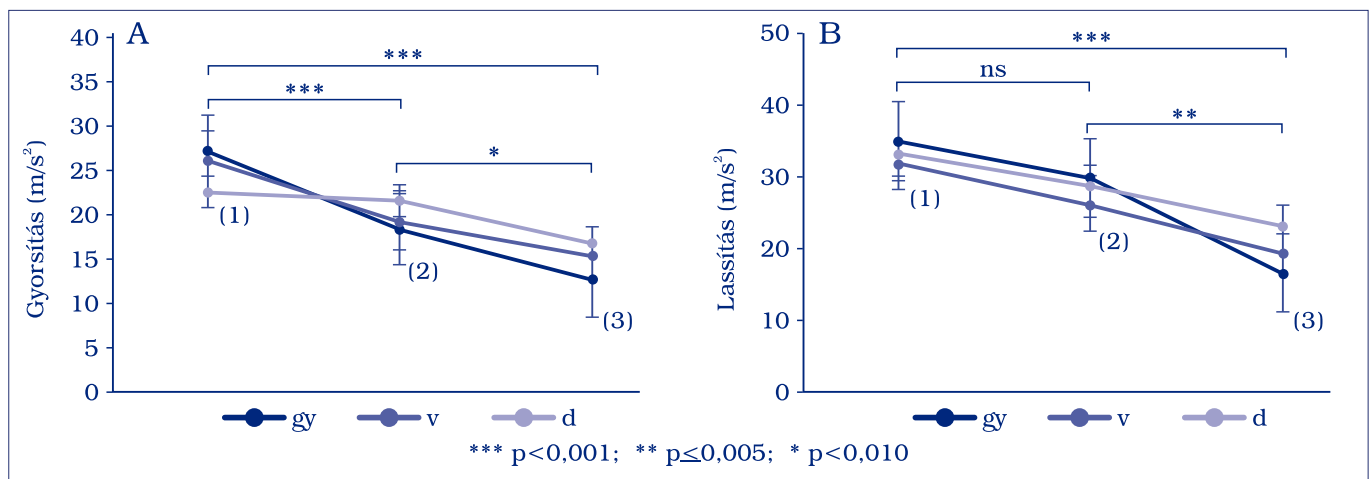 A
Gyorsítás (m/s²)
40
35
30
25
20
15
10
5
0
***
***
*
(1)
(2)
(3)
gy
v
d
B
Lassítás (m/s²)
50
40
30
20
10
0
***
ns
**
(1)
(2)
(3)
gy
v
d
*** p<0,001; ** p≤0,005; * p<0,010